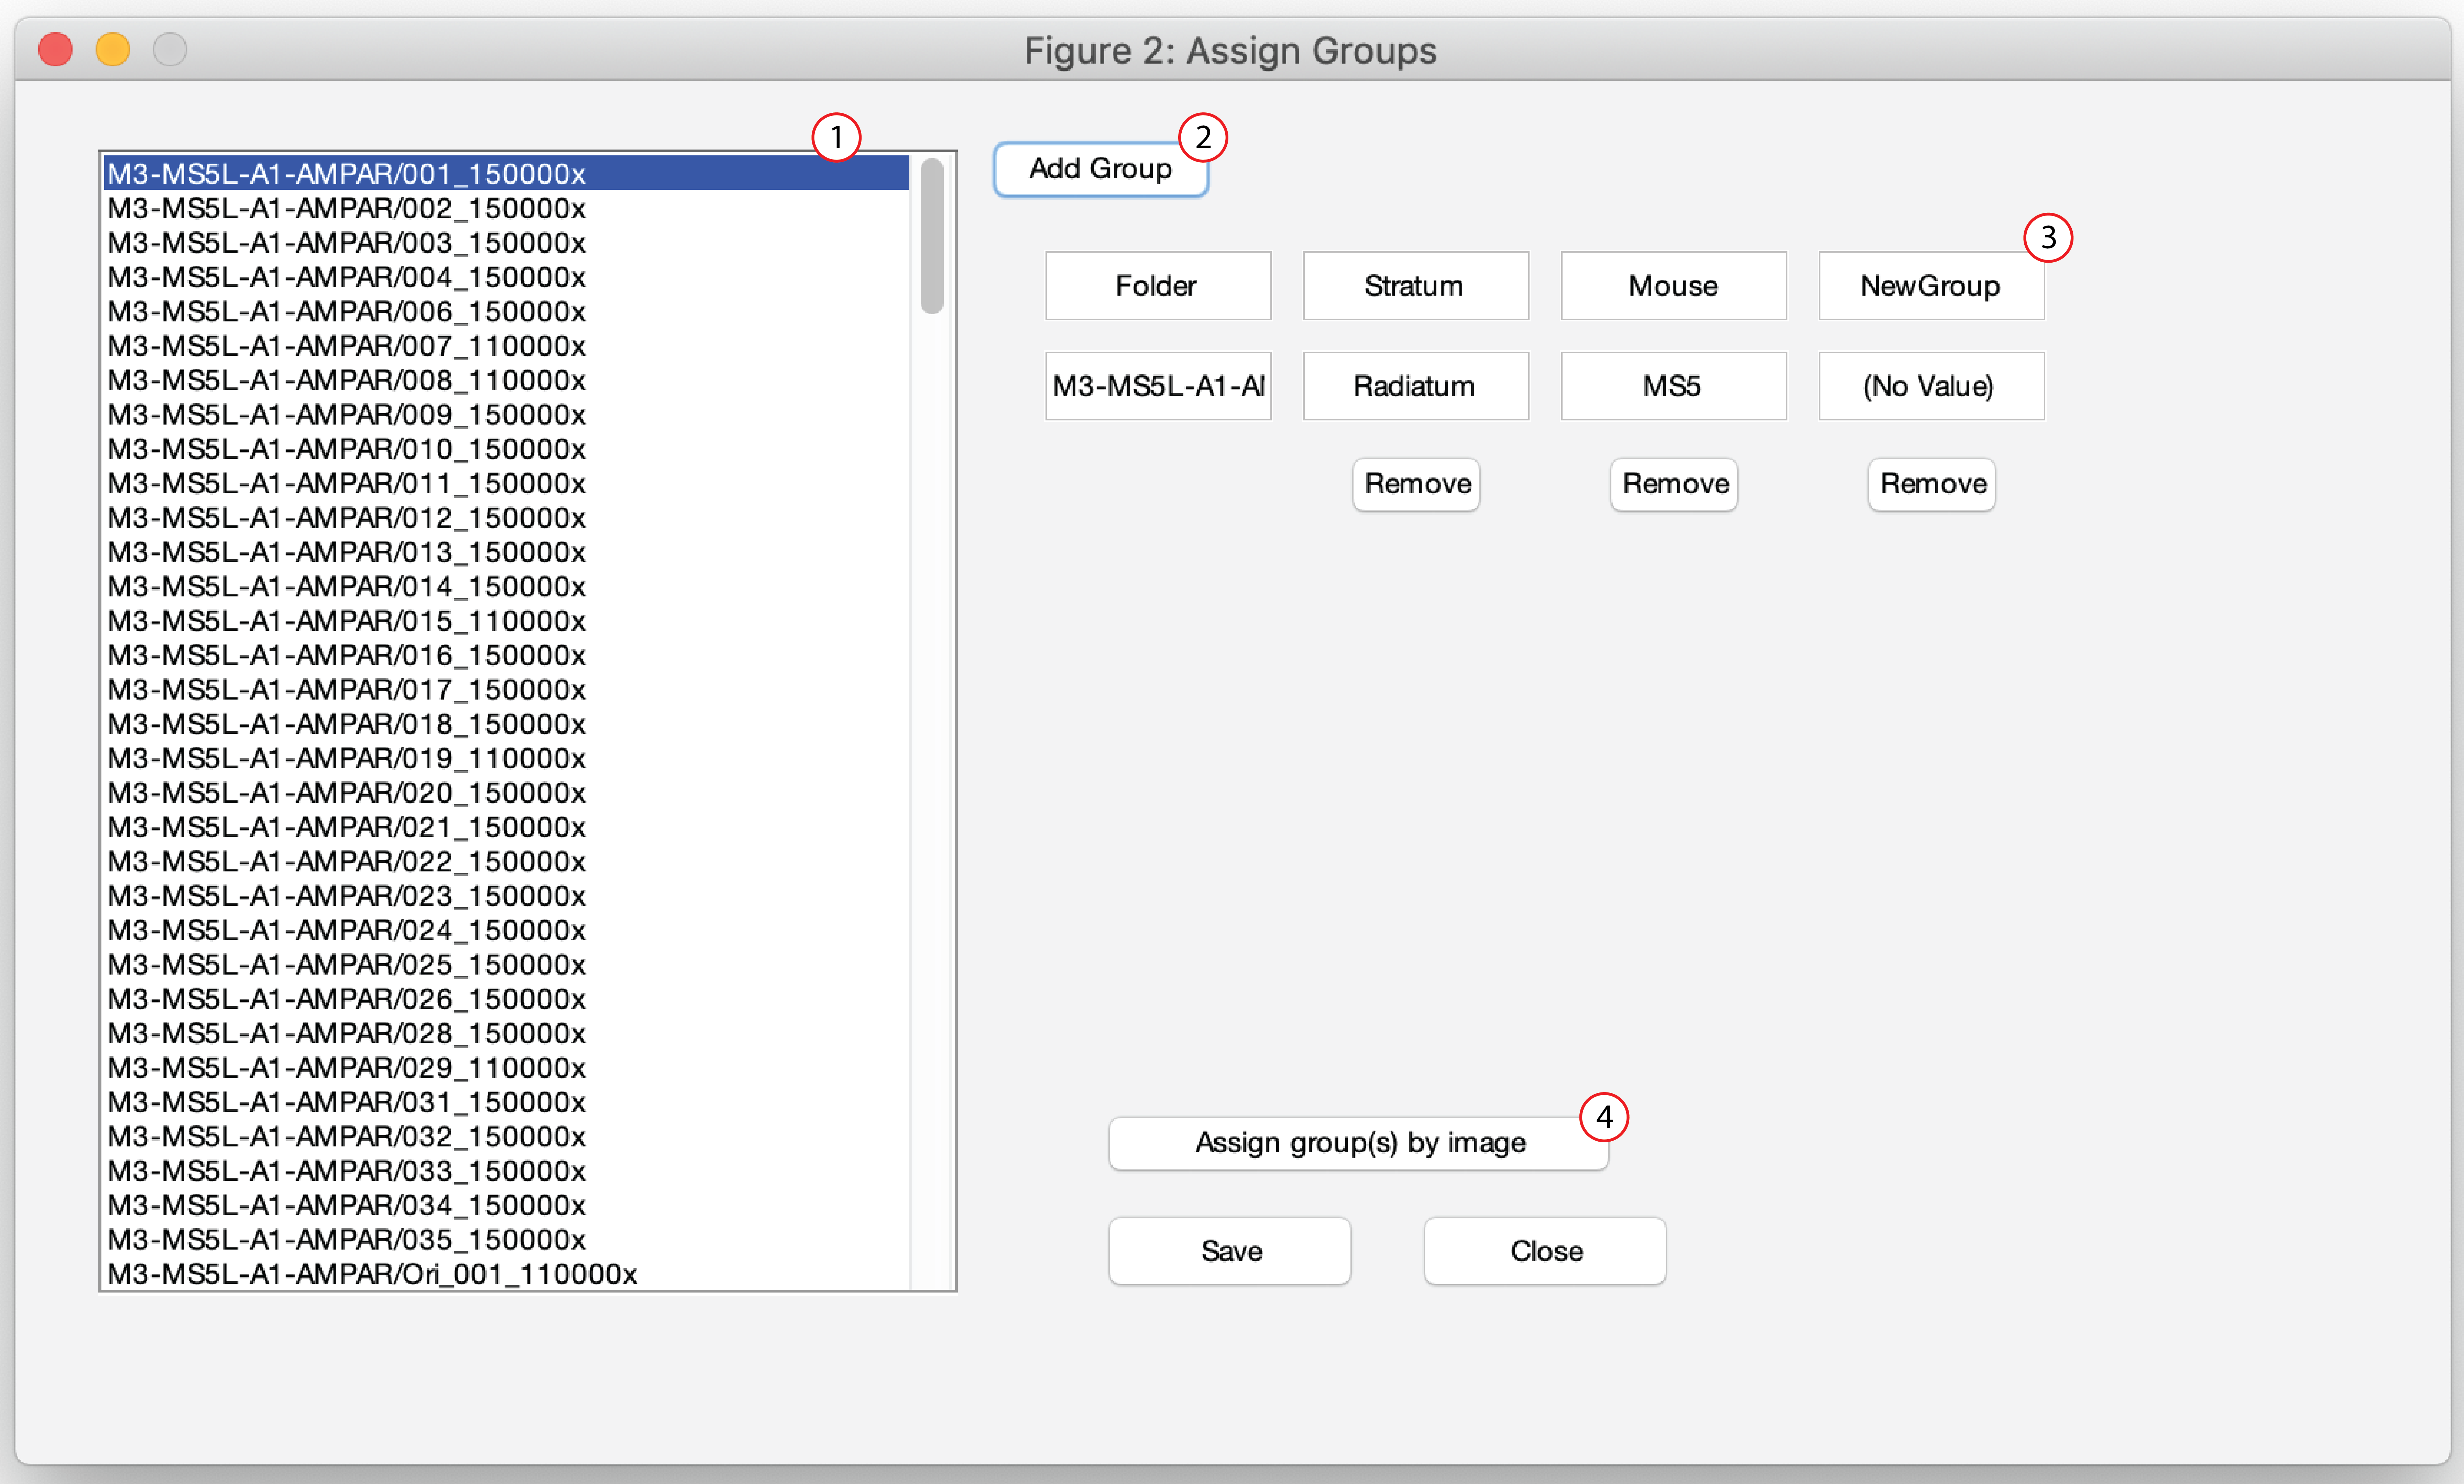 Figure 2: Assign Groups
1
M3-MS5L-A1-AMPAR/001_150000x
M3-MS5L-A1-AMPAR/002_150000x
M3-MS5L-A1-AMPAR/003_150000x
M3-MS5L-A1-AMPAR/004_150000x
M3-MS5L-A1-AMPAR/006_150000x
M3-MS5L-A1-AMPAR/007_110000x
M3-MS5L-A1-AMPAR/008_110000x
M3-MS5L-A1-AMPAR/009_150000x
M3-MS5L-A1-AMPAR/010_150000x
M3-MS5L-A1-AMPAR/011_150000x
M3-MS5L-A1-AMPAR/012_150000x
M3-MS5L-A1-AMPAR/013_150000x
M3-MS5L-A1-AMPAR/014_150000x
M3-MS5L-A1-AMPAR/015_110000x
M3-MS5L-A1-AMPAR/016_150000x
M3-MS5L-A1-AMPAR/017_150000x
M3-MS5L-A1-AMPAR/018_150000x
M3-MS5L-A1-AMPAR/019_110000x
M3-MS5L-A1-AMPAR/020_150000x
M3-MS5L-A1-AMPAR/021_150000x
M3-MS5L-A1-AMPAR/022_150000x
M3-MS5L-A1-AMPAR/023_150000x
M3-MS5L-A1-AMPAR/024_150000x
M3-MS5L-A1-AMPAR/025_150000x
M3-MS5L-A1-AMPAR/026_150000x
M3-MS5L-A1-AMPAR/028_150000x
M3-MS5L-A1-AMPAR/029_110000x
M3-MS5L-A1-AMPAR/031_150000x
M3-MS5L-A1-AMPAR/032_150000x
M3-MS5L-A1-AMPAR/033_150000x
M3-MS5L-A1-AMPAR/034_150000x
M3-MS5L-A1-AMPAR/035_150000x
M3-MS5L-A1-AMPAR/Ori_001_110000x
2
Add Group
3
Folder Stratum Mouse NewGroup
M3-MS5L-A1-A Radiatum MS5 (No Value)
Remove Remove Remove
4
Assign group(s) by image
Save Close